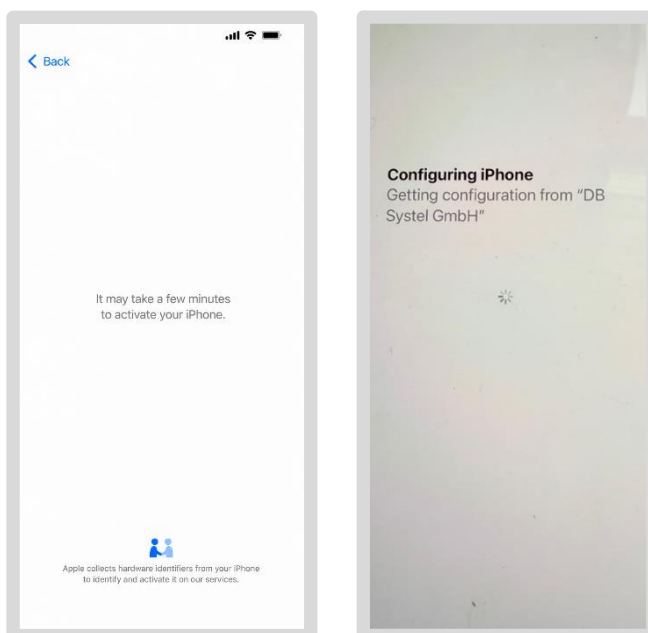 Back
It may take a few minutes
to activate your iPhone.
Apple collects hardware identifiers from your iPhone
to identify and activate it on our services.
Configuring iPhone
Getting configuration from “DB
Systel GmbH”